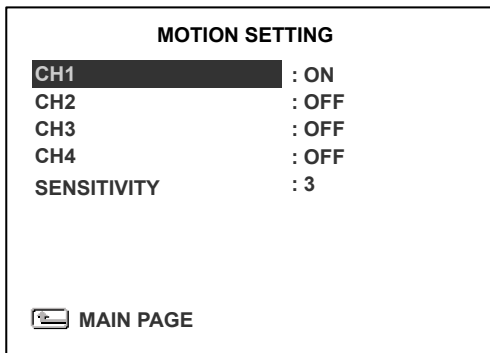 MOTION SETTING
CH1 : ON
CH2 : OFF
CH3 : OFF
CH4 : OFF
SENSITIVITY : 3
MAIN PAGE